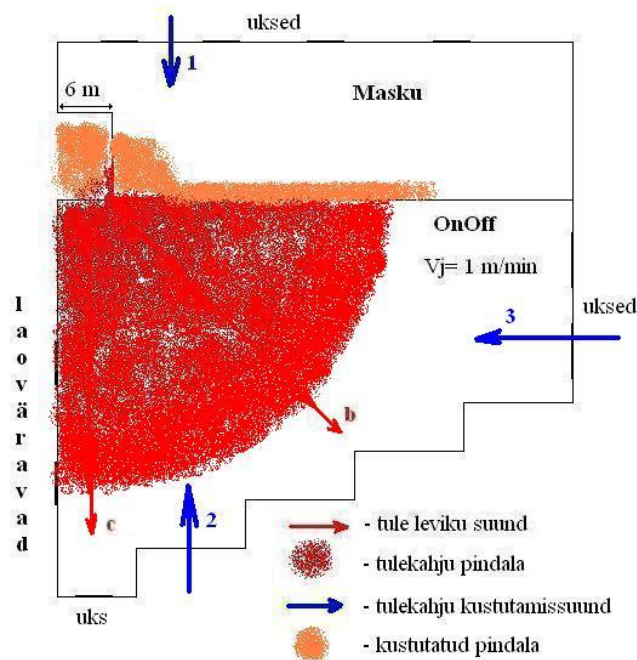 uksed
1
6 m
Masku
OnOff
Vj= 1 m/min
3
uksed
laoväravad
b
c
2
uks
- tule leviku suund
- tulekahju pindala
- tulekahju kustutamissuund
- kustutatud pindala